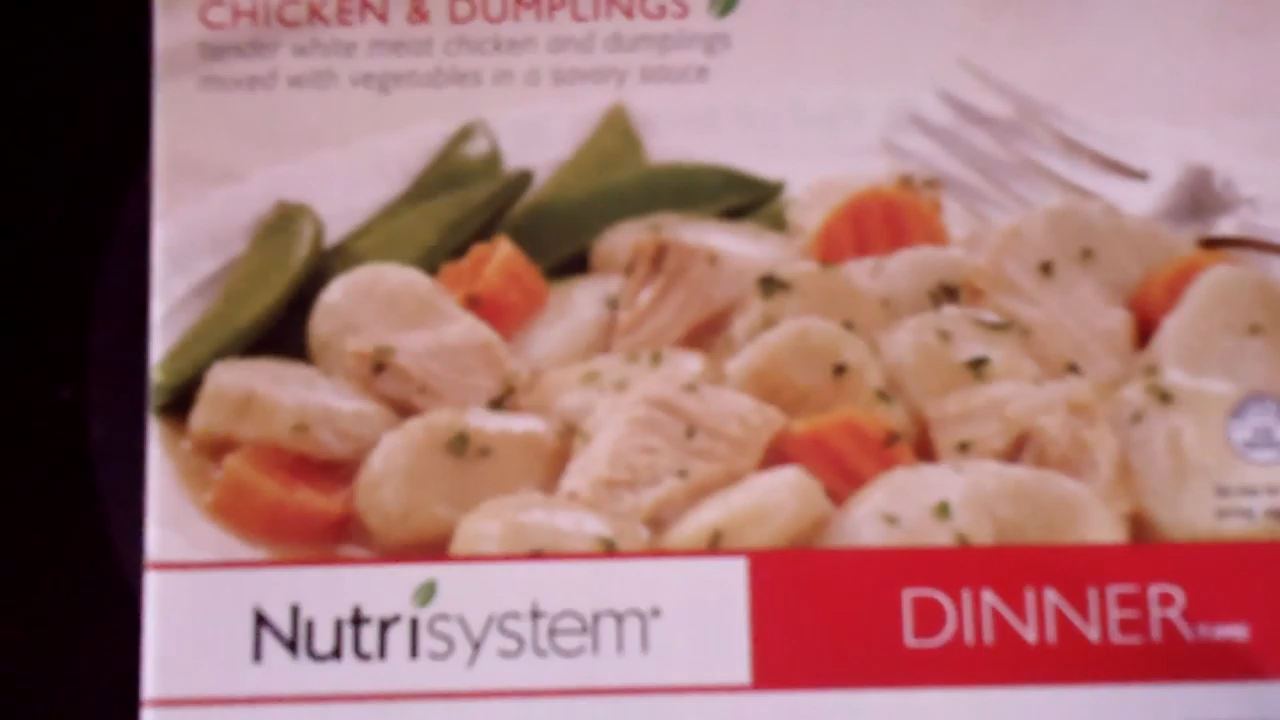 CHICKEN & DUMPLINGS
tender white meat chicken and dumplings
mixed with vegetables in a savory sauce
Nutrisystem
DINNER